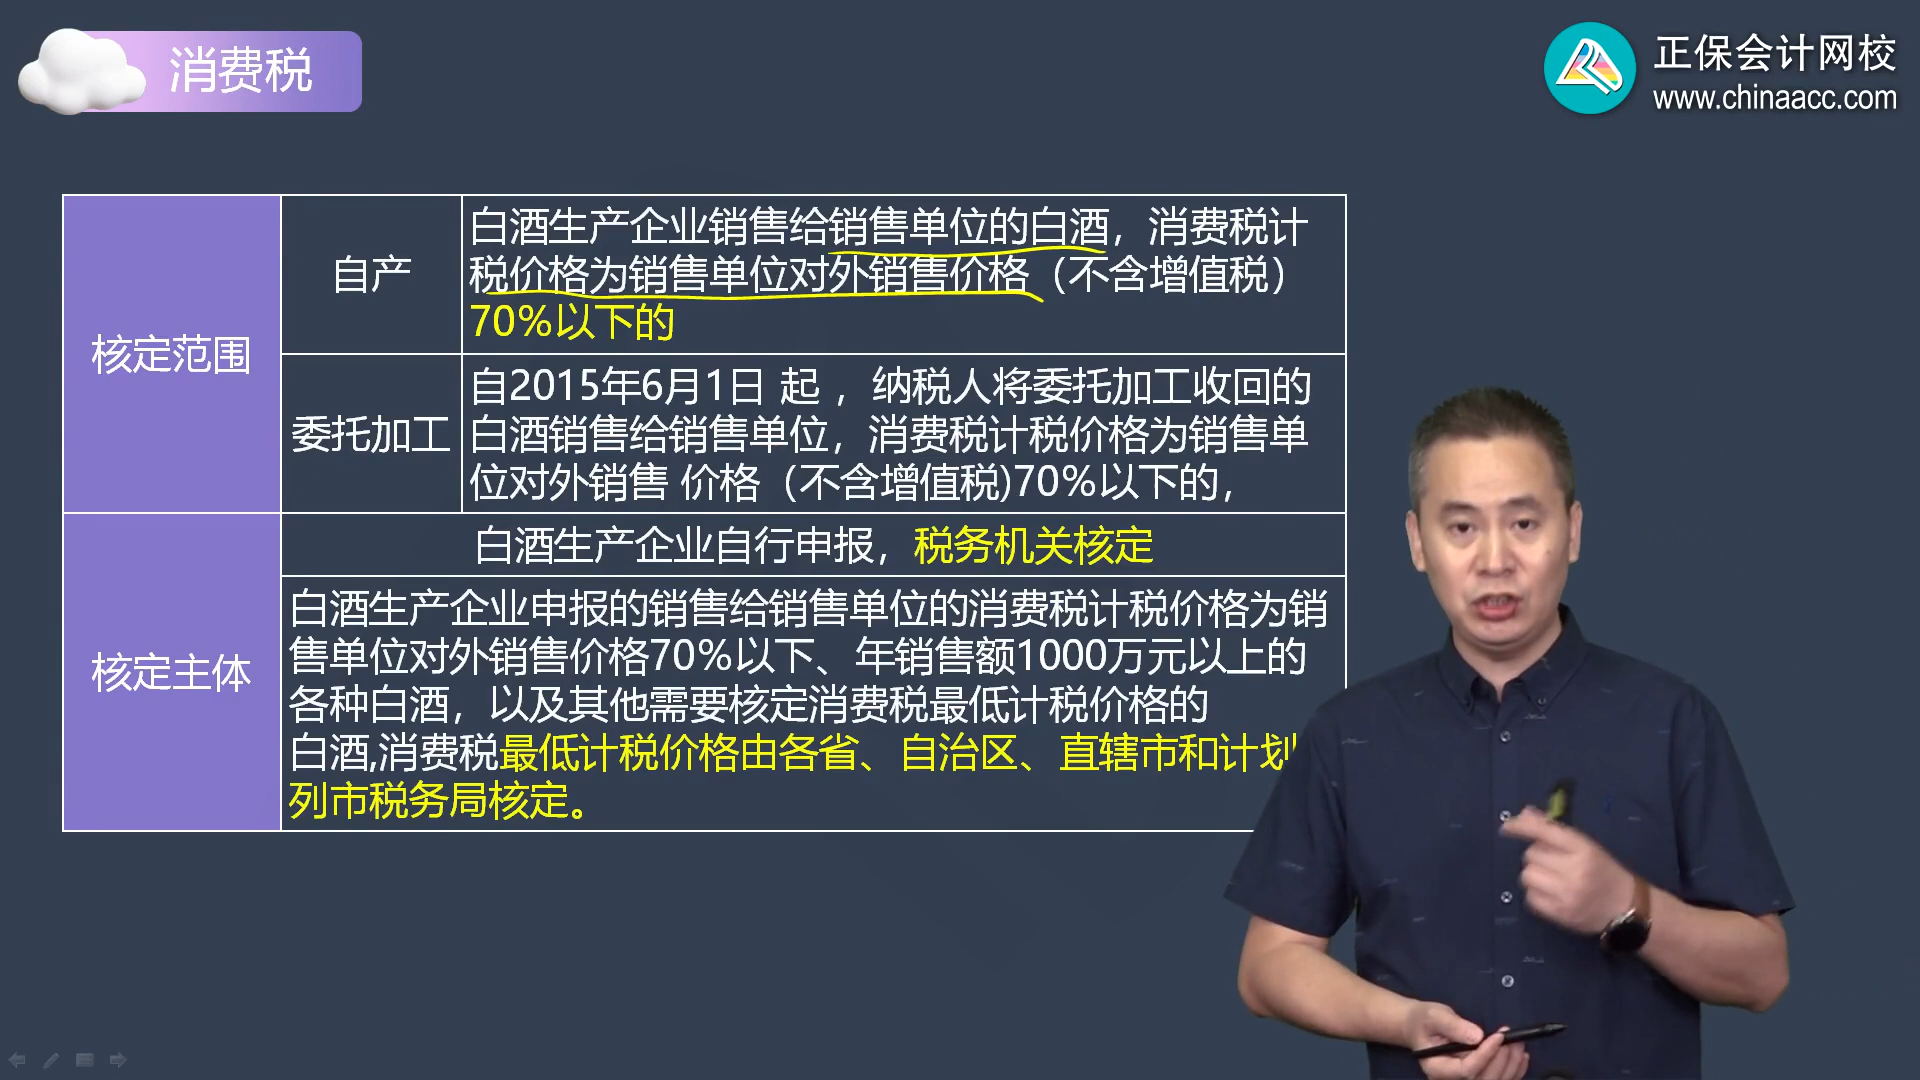 消费税
正保会计网校
www.chinaacc.com
核定范围
自产
白酒生产企业销售给销售单位的白酒，消费税计
税价格为销售单位对外销售价格（不含增值税）
70%以下的
委托加工
自2015年6月1日 起 ，纳税人将委托加工收回的
白酒销售给销售单位，消费税计税价格为销售单
位对外销售 价格（不含增值税)70%以下的，
核定主体
白酒生产企业自行申报，税务机关核定
白酒生产企业申报的销售给销售单位的消费税计税价格为销
售单位对外销售价格70%以下、年销售额1000万元以上的
各种白酒，以及其他需要核定消费税最低计税价格的
白酒,消费税最低计税价格由各省、自治区、直辖市和计划
列市税务局核定。